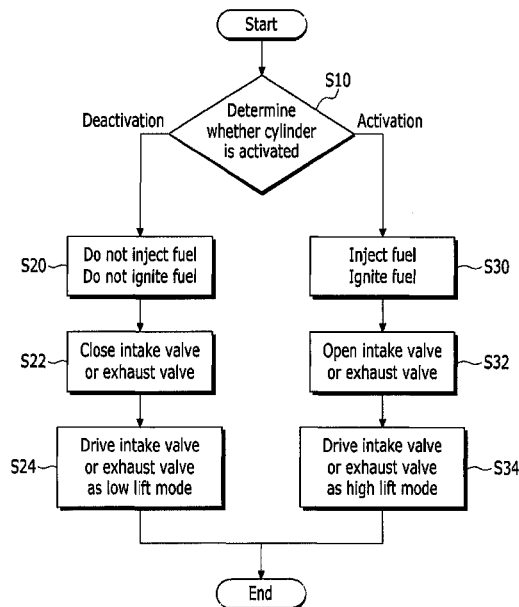 Start
S10
Determine
whether cylinder
is activated
Deactivation
Activation
S20
Do not inject fuel
Do not ignite fuel
Inject fuel
Ignite fuel
S30
S22
Close intake valve
or exhaust valve
Open intake valve
or exhaust valve
S32
S24
Drive intake valve
or exhaust valve
as low lift mode
Drive intake valve
or exhaust valve
as high lift mode
S34
End